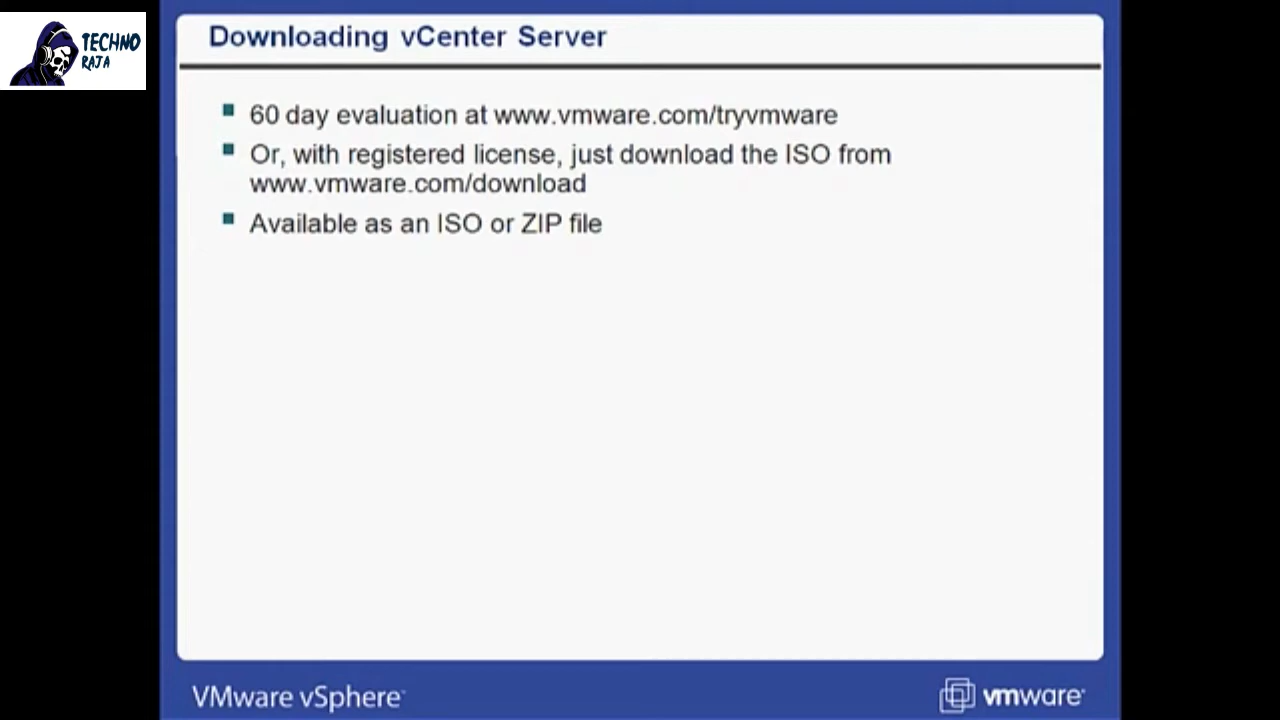 TECHNO
RAJA
Downloading vCenter Server
60 day evaluation at www.vmware.com/tryvmware
Or, with registered license, just download the ISO from
www.vmware.com/download
Available as an ISO or ZIP file
VMware vSphere™
vmware®